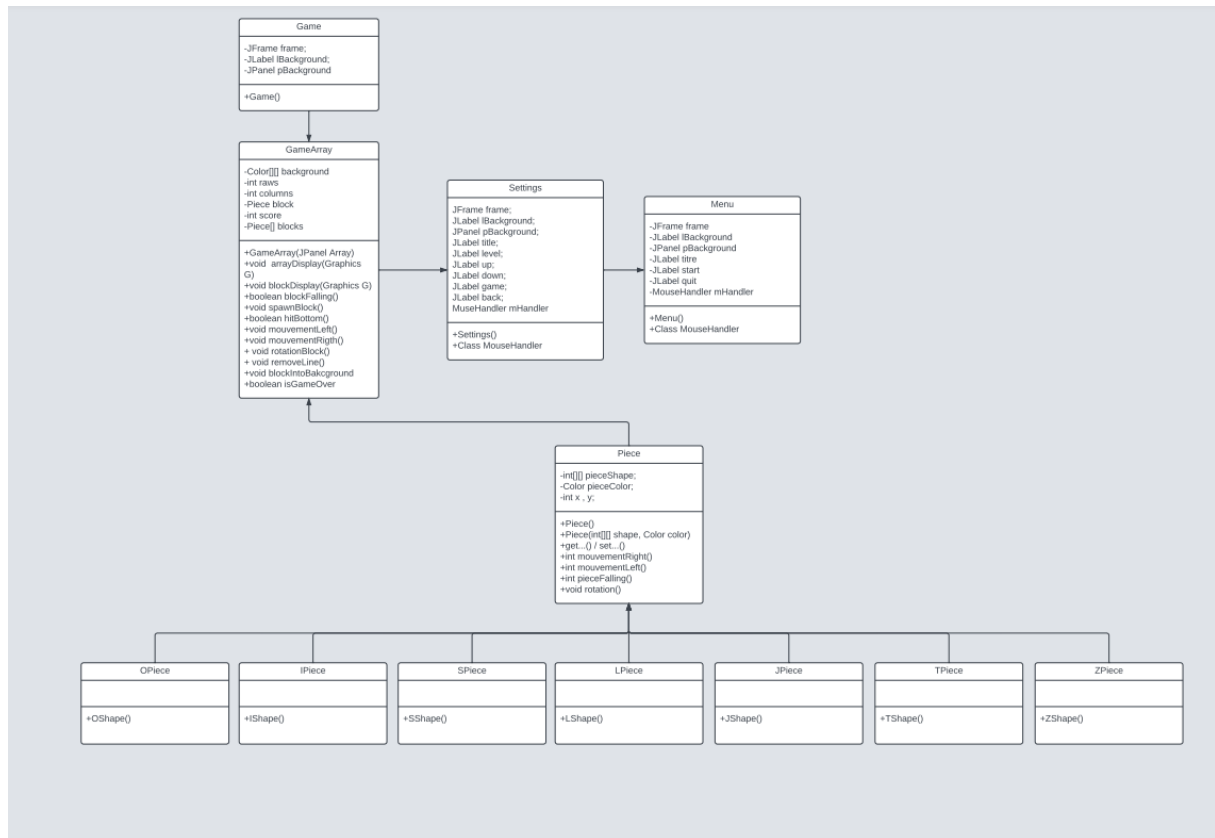 Game
-JFrame frame;
-JLabel lBackground;
-JPanel pBackground
+Game()
GameArray
-Color[][] background
-int raws
-int columns
-Piece block
-int score
-Piece[] blocks
+GameArray(JPanel Array)
+void arrayDisplay(Graphics
G)
+void blockDisplay(Graphics G)
+boolean blockFalling()
+void spawnBlock()
+boolean hitBottom()
+void mouvementLeft()
+void mouvementRigth()
+ void rotationBlock()
+ void removeLine()
+void blockIntoBakcground
+boolean isGameOver
Settings
JFrame frame;
JLabel lBackground;
JPanel pBackground;
JLabel title;
JLabel level;
JLabel up;
JLabel down;
JLabel game;
JLabel back;
MuseHandler mHandler
+Settings()
+Class MouseHandler
Menu
-JFrame frame
-JLabel lBackground
-JPanel pBackground
-JLabel titre
-JLabel start
-JLabel quit
-MouseHandler mHandler
+Menu()
+Class MouseHandler
Piece
-int[][] pieceShape;
-Color pieceColor;
-int x , y;
+Piece()
+Piece(int[][] shape, Color color)
+get...() / set...()
+int mouvementRight()
+int mouvementLeft()
+int pieceFalling()
+void rotation()
OPiece
+OShape()
IPiece
+IShape()
SPiece
+SShape()
LPiece
+LShape()
JPiece
+JShape()
TPiece
+TShape()
ZPiece
+ZShape()